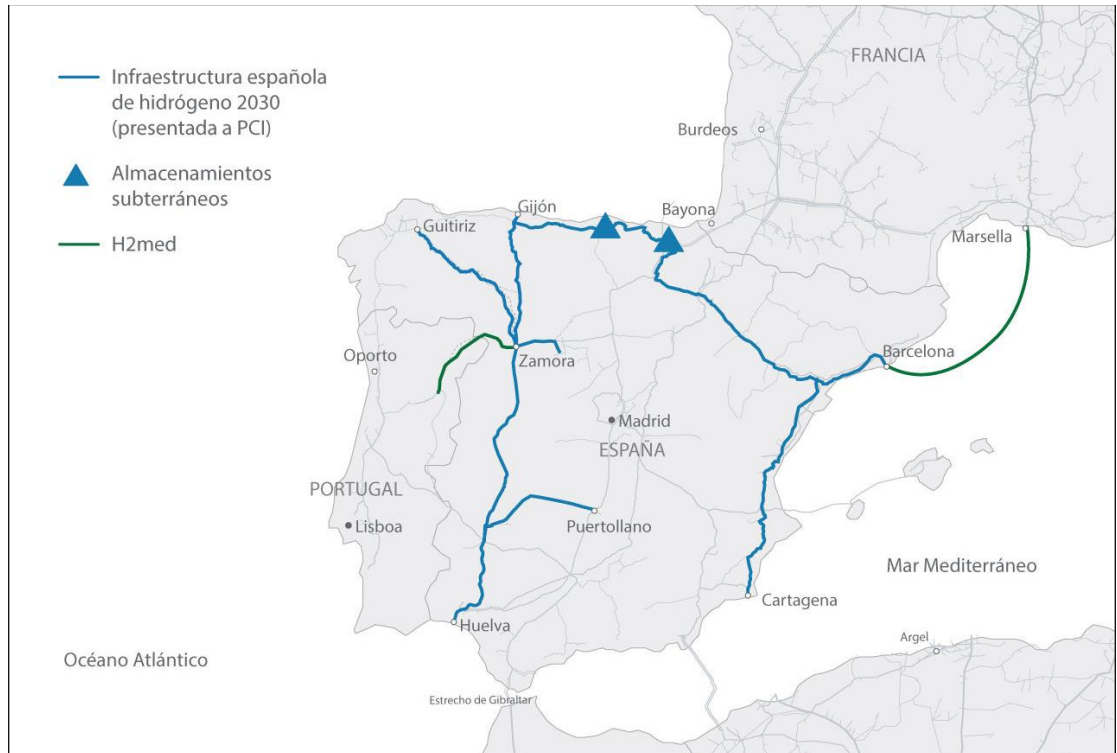 Infraestructura española
de hidrógeno 2030
(presentada a PCI)
Almacenamientos
subterráneos
H2med
FRANCIA
Burdeos
Gijón
Bayona
Guitiriz
Marsella
Oporto
Zamora
Barcelona
Madrid
ESPAÑA
PORTUGAL
Lisboa
Puertollano
Mar Mediterráneo
Cartagena
Huelva
Argel
Océano Atlántico
Estrecho de Gibraltar